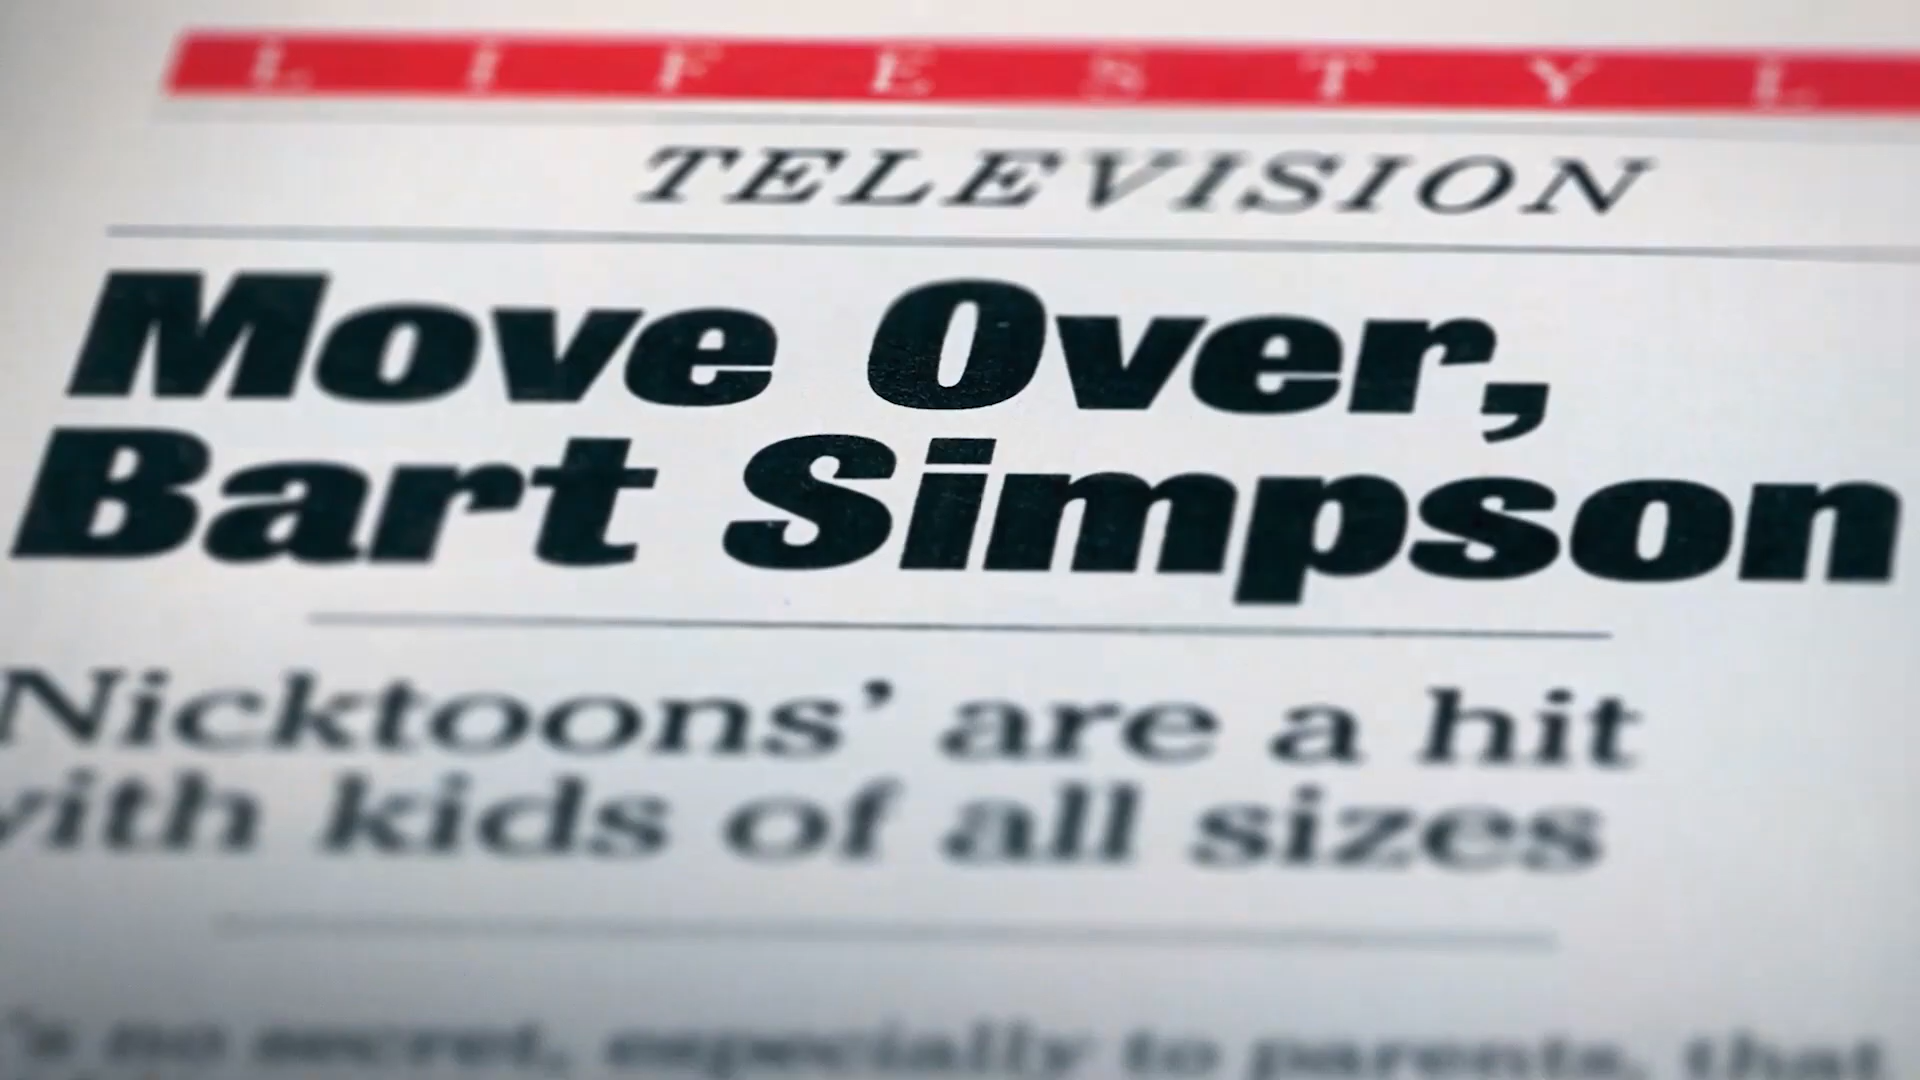 LIFESTYL
TELEVISION
Move Over,
Bart Simpson
Nicktoons’ are a hit
with kids of all sizes
’s no secret, especially to parents, that